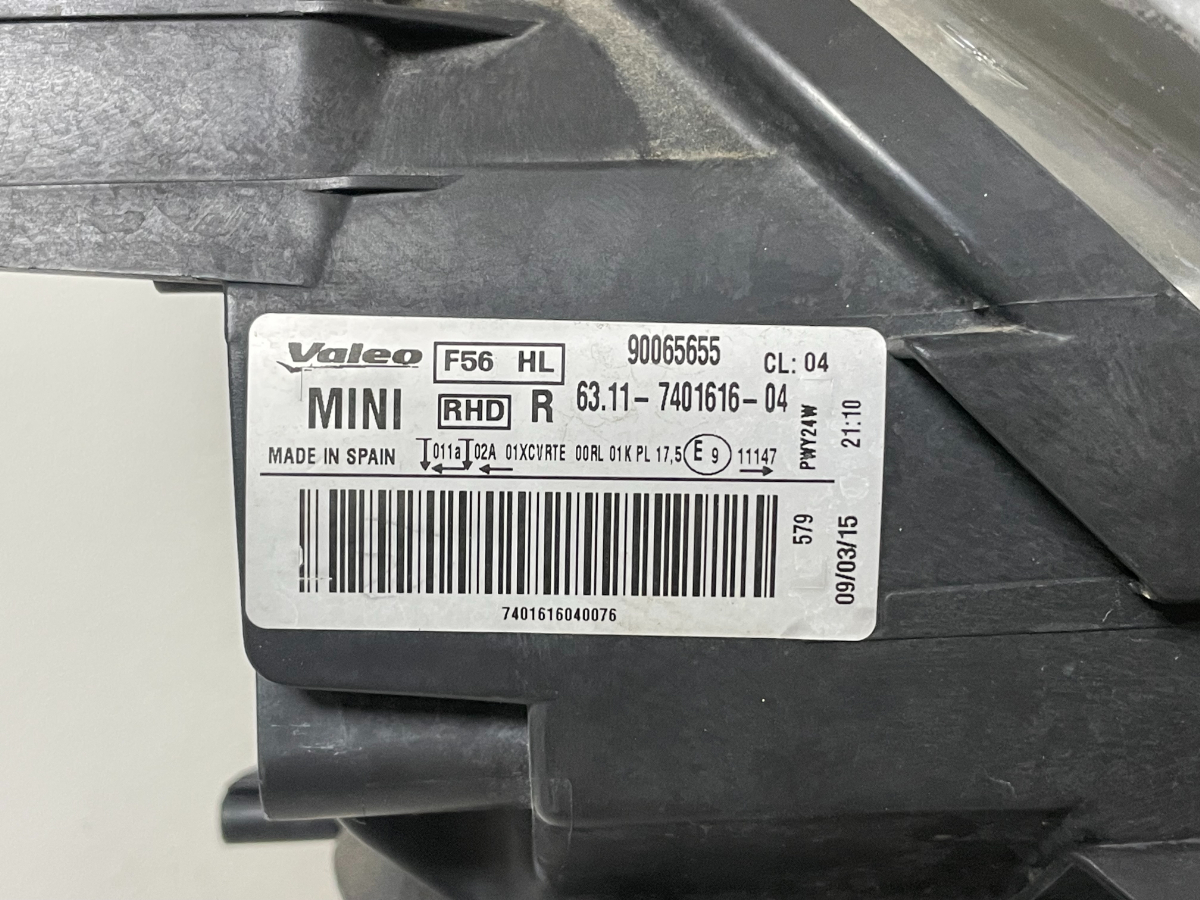 Valeo F56 HL 90065655 CL: 04
MINI RHD R 63.11-7401616-04
MADE IN SPAIN 011a 02A 01XCVRTE 00RL 01K PL 17,5 E9 11147
7401616040076
PWY24W 21:10
579 09/03/15